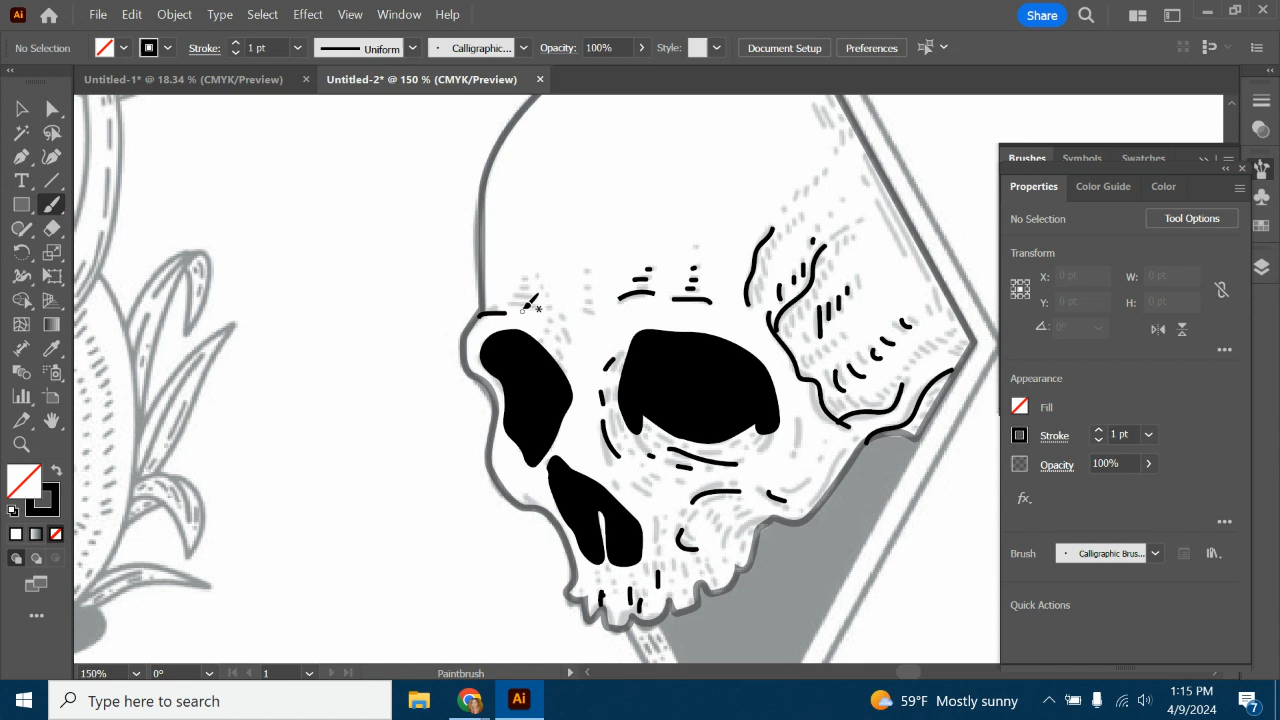 Ai File Edit Object Type Select Effect View Window Help Share
No Selection Stroke: 1 pt Uniform Calligraphic... Opacity: 100% Style: Document Setup Preferences
Untitled-1* @ 18.34 % (CMYK/Preview) Untitled-2* @ 150 % (CMYK/Preview)
Brushes Symbols Swatches
Properties Color Guide Color
No Selection Tool Options
Transform
X: 0 pt W: 0 pt
Y: 0 pt H: 0 pt
0°
Appearance
Fill
Stroke 1 pt
Opacity 100%
fx
Brush Calligraphic Brus...
Quick Actions
150% 0° 1 Paintbrush
Type here to search Ai 59°F Mostly sunny 1:15 PM
4/9/2024 7